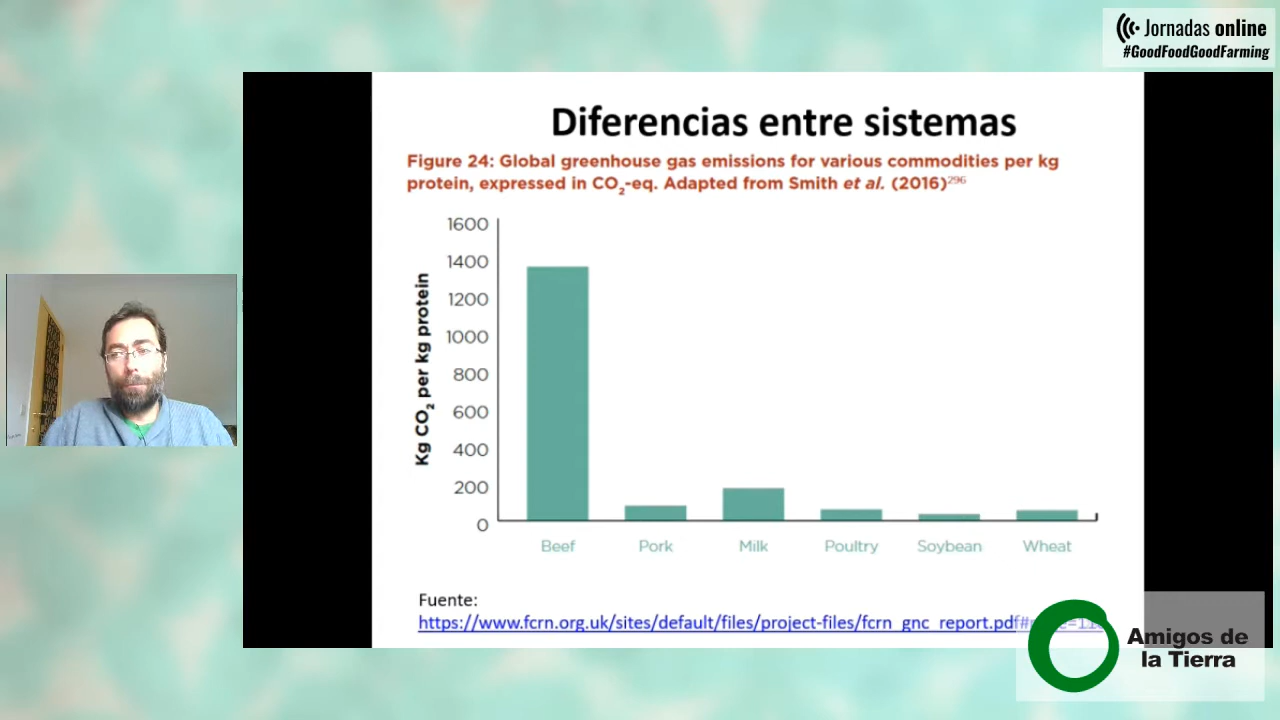 Jornadas online
#GoodFoodGoodFarming
Diferencias entre sistemas
Figure 24: Global greenhouse gas emissions for various commodities per kg
protein, expressed in CO2-eq. Adapted from Smith et al. (2016)296
Kg CO2 per kg protein
1600
1400
1200
1000
800
600
400
200
0
Beef Pork Milk Poultry Soybean Wheat
Fuente:
https://www.fcrn.org.uk/sites/default/files/project-files/fcrn_gnc_report.pdf#
Amigos de
la Tierra